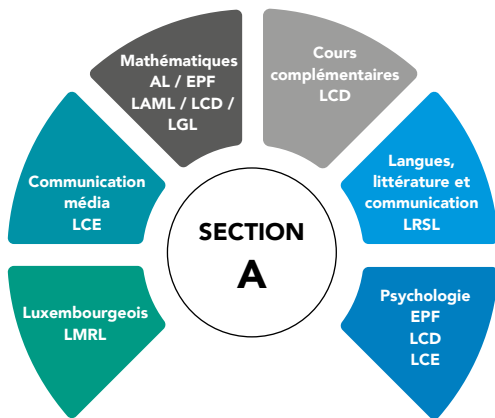 Mathématiques
AL / EPF
LAML / LCD /
LGL
Cours
complémentaires
LCD
Communication
média
LCE
Langues,
littérature et
communication
LRSL
SECTION
A
Luxembourgeois
LMRL
Psychologie
EPF
LCD
LCE